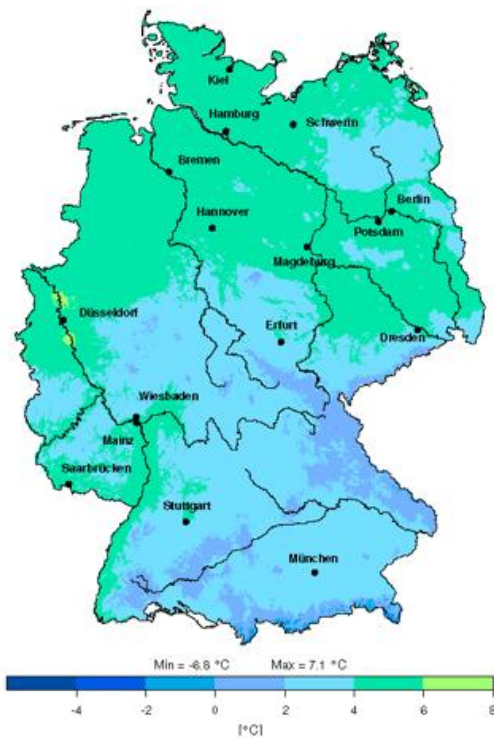 Kiel
Hamburg
Schwerin
Bremen
Berlin
Hannover
Potsdam
Magdeburg
Düsseldorf
Erfurt
Dresden
Wiesbaden
Mainz
Saarbrücken
Stuttgart
München
Min = -6.8 °C Max = 7.1 °C
-4 -2 0 2 4 6 8
[°C]